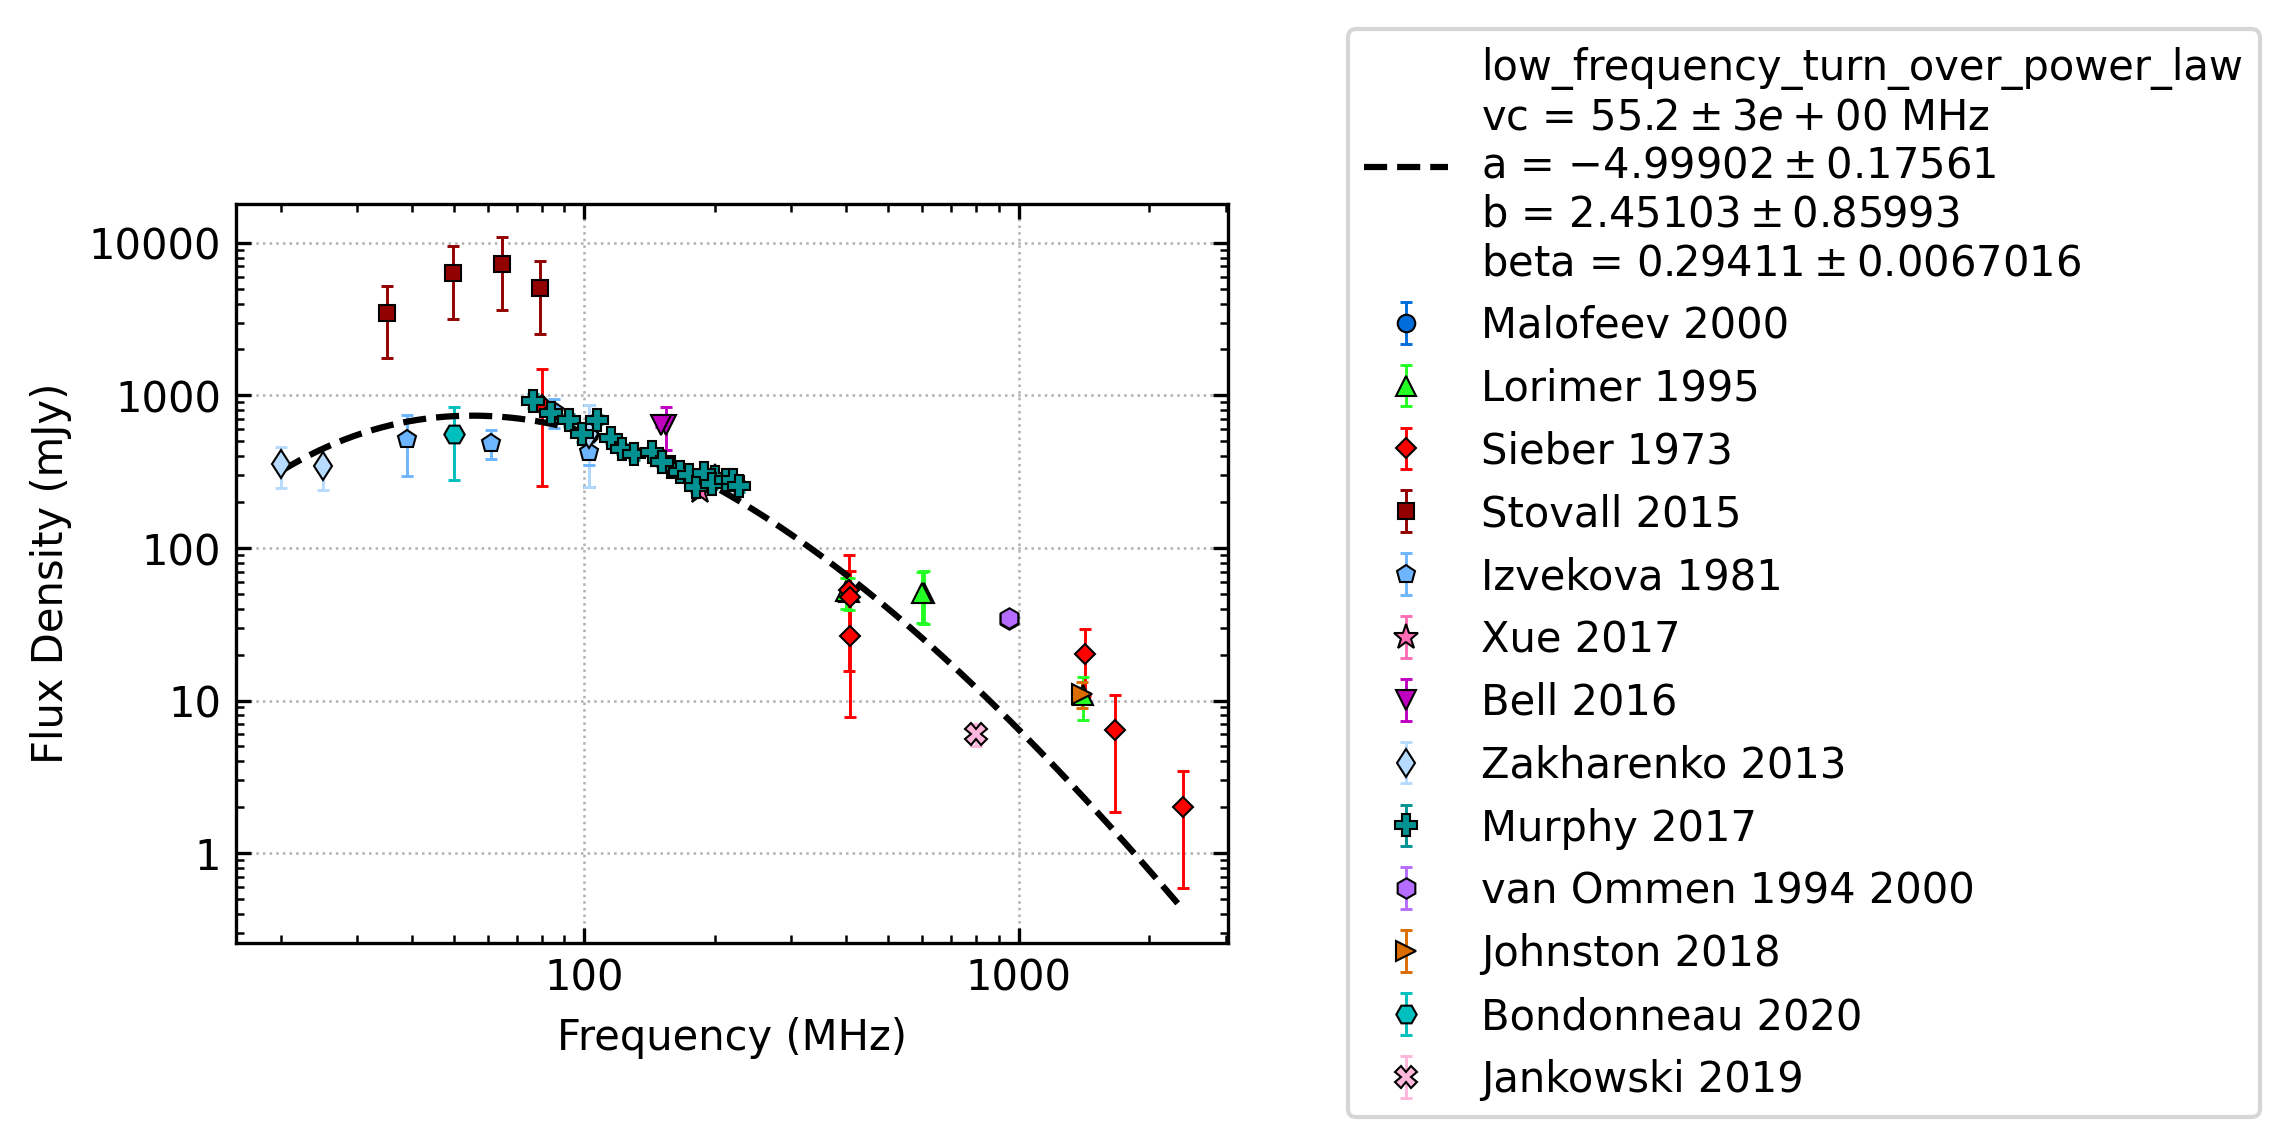 low_frequency_turn_over_power_law
vc = 55.2 ± 3e + 00 MHz
a = −4.99902 ± 0.17561
b = 2.45103 ± 0.85993
beta = 0.29411 ± 0.0067016
Malofeev 2000
Lorimer 1995
Sieber 1973
Stovall 2015
Izvekova 1981
Xue 2017
Bell 2016
Zakharenko 2013
Murphy 2017
van Ommen 1994 2000
Johnston 2018
Bondonneau 2020
Jankowski 2019
10000
1000
100
10
1
Flux Density (mJy)
100
1000
Frequency (MHz)